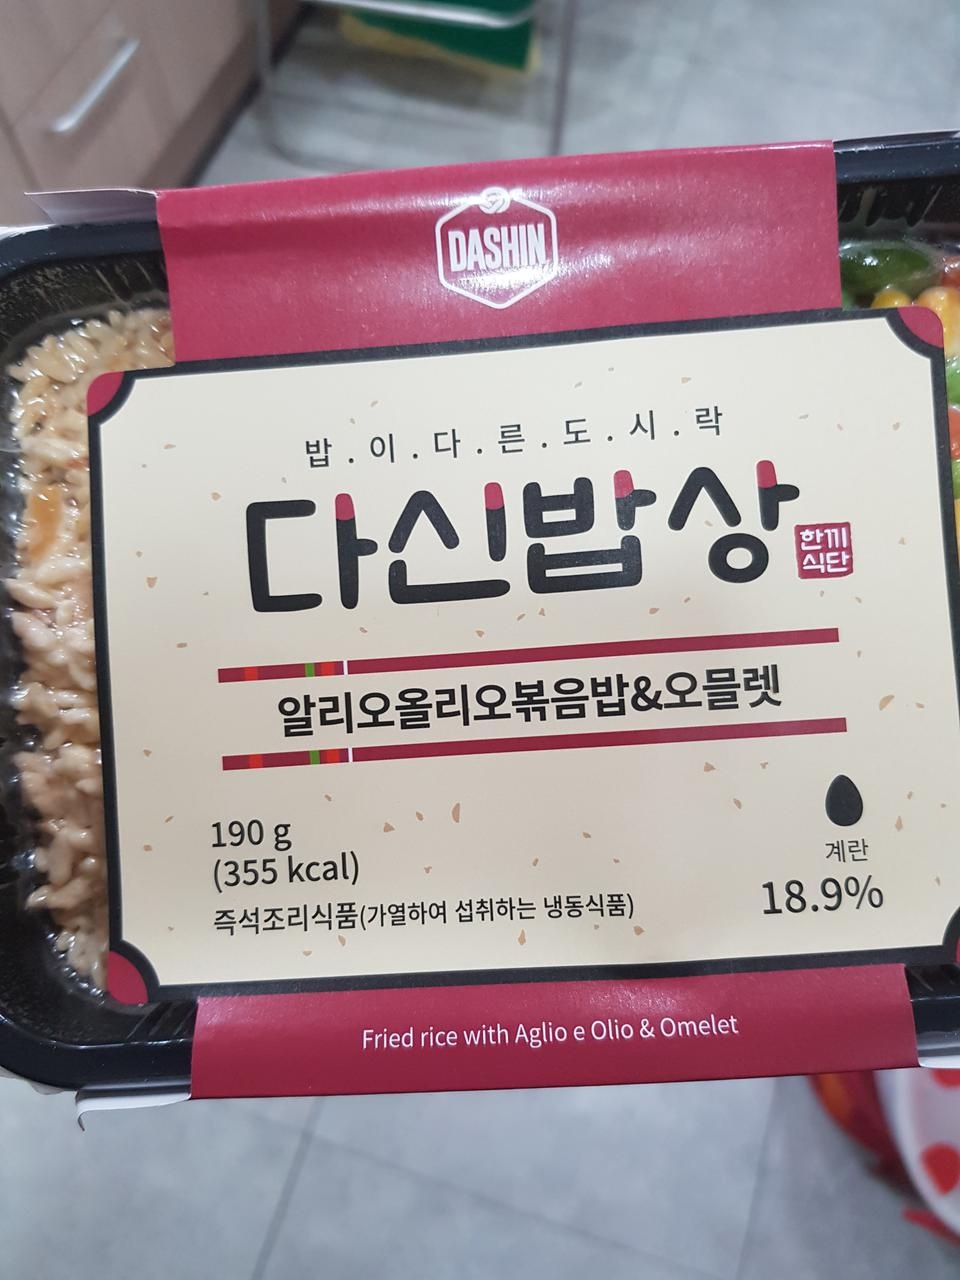 DASHIN
밥.이.다.른.도.시.락
다신밥상
한끼
식단
알리오올리오볶음밥&오믈렛
190 g
(355 kcal)
즉석조리식품(가열하여 섭취하는 냉동식품)
계란
18.9%
Fried rice with Aglio e Olio & Omelet